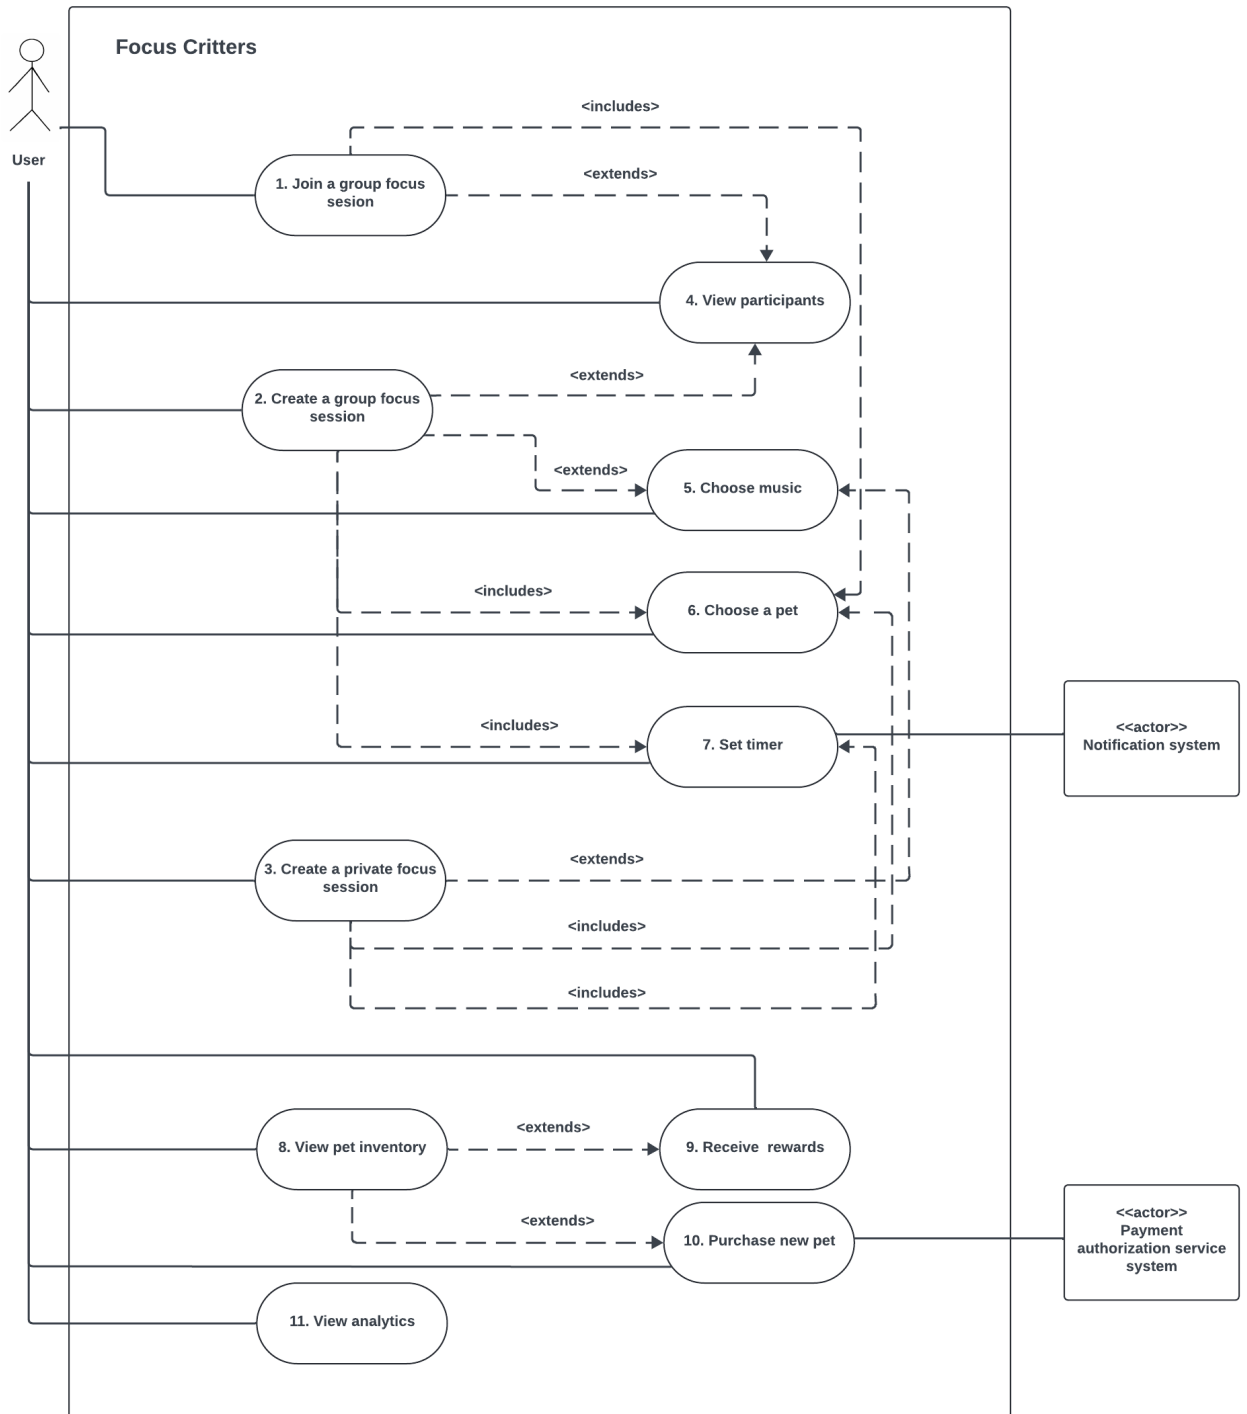 Focus Critters
User
<includes>
<extends>
1. Join a group focus
sesion
4. View participants
<extends>
2. Create a group focus
session
<extends>
5. Choose music
<includes>
6. Choose a pet
<includes>
7. Set timer
<<actor>>
Notification system
3. Create a private focus
session
<extends>
<includes>
<includes>
8. View pet inventory
<extends>
9. Receive  rewards
<extends>
10. Purchase new pet
<<actor>>
Payment
authorization service
system
11. View analytics